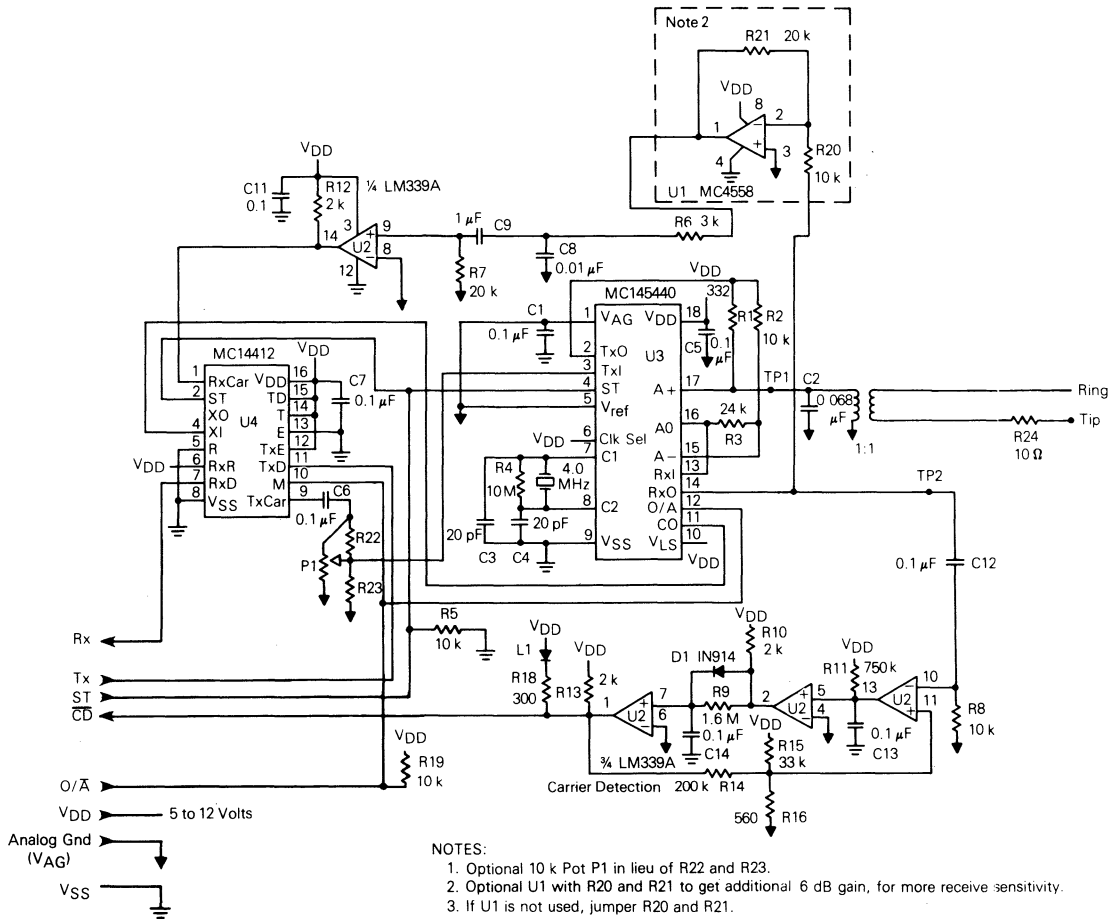 Note 2
R21 20 k
VDD
8
1
2
3
4
R20
10 k
U1 MC4558
VDD
C11
0.1
R12
2 k
¼ LM339A
3
14
U2
9
8
12
1 µF
C9
R7
20 k
C8
0.01 µF
R6 3 k
VDD
332
R1
R2
10 k
MC145440
U3
C1
0.1 µF
1 VAG
2 TxO
3 TxI
4 ST
5 Vref
6 Clk Sel
7 C1
8 C2
9 VSS
VDD 18
A+ 17
A0 16
A− 15
RxI 13
RxO 14
O/A 12
CO 11
VLS 10
VDD
C5
0.1
µF
24 k
R3
TP1
C2
0 068
µF
1:1
Ring
Tip
R24
10 Ω
TP2
VDD
R4
10 M
4.0
MHz
20 pF
20 pF
C3
C4
MC14412
U4
1 RxCar
2 ST
XO
4 XI
5 R
6 RxR
7 RxD
8 VSS
VDD 16
TD 15
T 14
E 13
TxE 12
TxD 11
M 10
TxCar 9
VDD
C7
0.1 µF
VDD
C6
0.1 µF
R22
P1
R23
0.1 µF
C12
R5
10 k
Rx
Tx
ST
CD
VDD
L1
R18
300
VDD
R13
2 k
1
U2
7
6
D1 IN914
R9
1.6 M
0.1 µF
C14
VDD
R10
2 k
2
U2
5
4
VDD
R11
750 k
13
0.1 µF
C13
U2
10
11
R8
10 k
R15
33 k
¾ LM339A
Carrier Detection
200 k R14
560
R16
VDD
R19
10 k
O/A
VDD
5 to 12 Volts
Analog Gnd
(VAG)
VSS
NOTES:
1. Optional 10 k Pot P1 in lieu of R22 and R23.
2. Optional U1 with R20 and R21 to get additional 6 dB gain, for more receive sensitivity.
3. If U1 is not used, jumper R20 and R21.